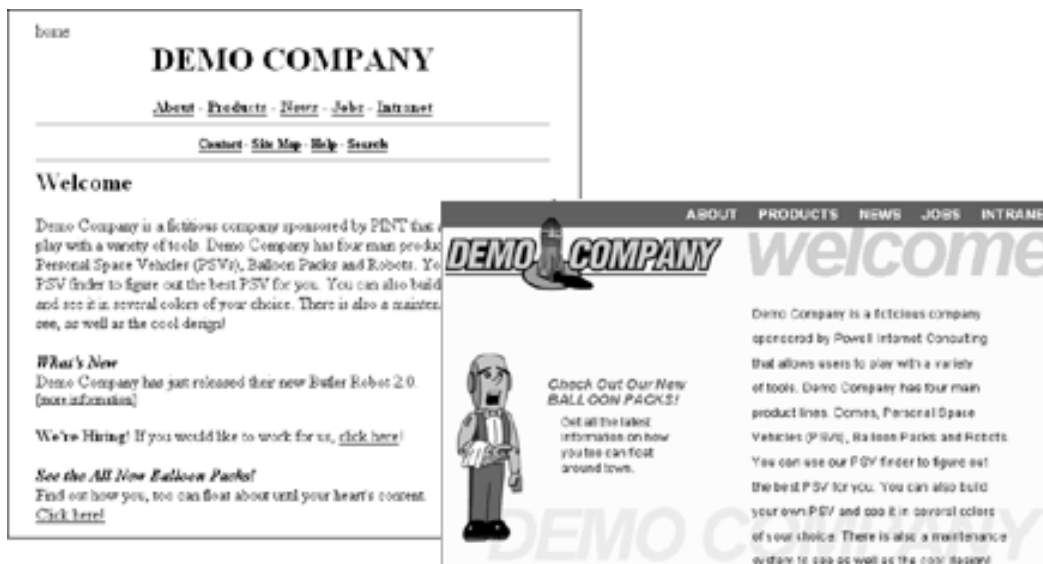 home
DEMO COMPANY
About - Products - News - Jobs - Intranet
Contact - Site Map - Help - Search
Welcome
Demo Company is a fictitious company sponsored by PINT that
play with a variety of tools. Demo Company has four main
Personal Space Vehicles (PSVs), Balloon Packs and Robots.
PSV finder to figure out the best PSV for you. You can also build
and see it in several colors of your choice. There is also a
see, as well as the cool design!
What's New
Demo Company has just released their new Butler Robot 2.0.
[more information]
We're Hiring! If you would like to work for us, click here!
See the All New Balloon Packs!
Find out how you, too can float about until your heart's content.
Click here!
ABOUT PRODUCTS NEWS JOBS INTRANE
DEMO COMPANY
welcome
Check Out Our New
BALLOON PACKS!
Get all the latest
information on how
you too can float
around town.
Demo Company is a ficticious company
sponsored by Powell Internet Consulting
that allows users to play with a variety
of tools. Demo Company has four main
product lines. Domes, Personal Space
Vehicles (PSVs), Balloon Packs and Robots.
You can use our PSV finder to figure out
the best PSV for you. You can also build
your own PSV and see it in several colors
of your choice. There is also a maintenance
system to see as well as the cool design!
DEMO COMPANY